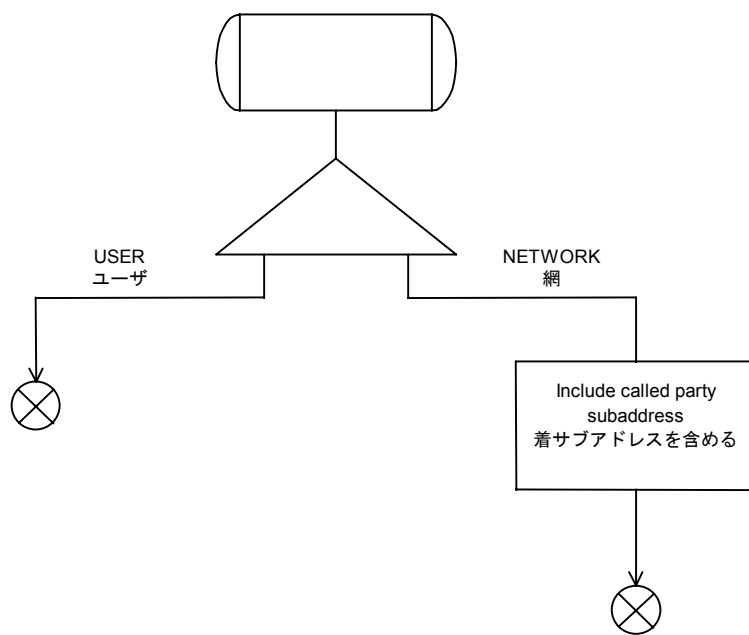 USER
ユーザ
NETWORK
網
Include called party
subaddress
着サブアドレスを含める